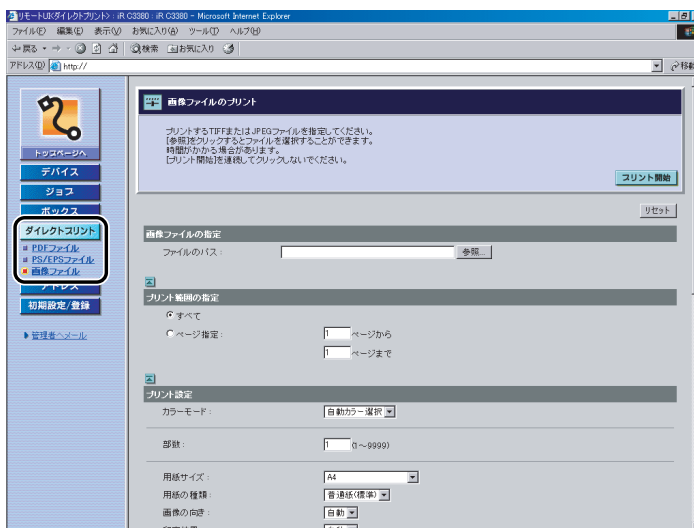 リモートUI<ダイレクトプリント> : iR C3380 : iR C3380 - Microsoft Internet Explorer
ファイル(F) 編集(E) 表示(V) お気に入り(A) ツール(T) ヘルプ(H)
戻る 検索 お気に入り
アドレス(D) http:// 移動
トップページへ
デバイス
ジョブ
ボックス
ダイレクトプリント
PDFファイル
PS/EPSファイル
画像ファイル
アドレス
初期設定/登録
管理者へメール
画像ファイルのプリント
プリントするTIFFまたはJPEGファイルを指定してください。
[参照]をクリックするとファイルを選択することができます。
時間がかかる場合があります。
[プリント開始]を連続してクリックしないでください。
プリント開始
リセット
画像ファイルの指定
ファイルのパス : 参照...
プリント範囲の指定
すべて
ページ指定 : 1 ページから
1 ページまで
プリント設定
カラーモード : 自動カラー選択
部数 : 1 (1~9999)
用紙サイズ : A4
用紙の種類 : 普通紙(標準)
画像の向き : 自動